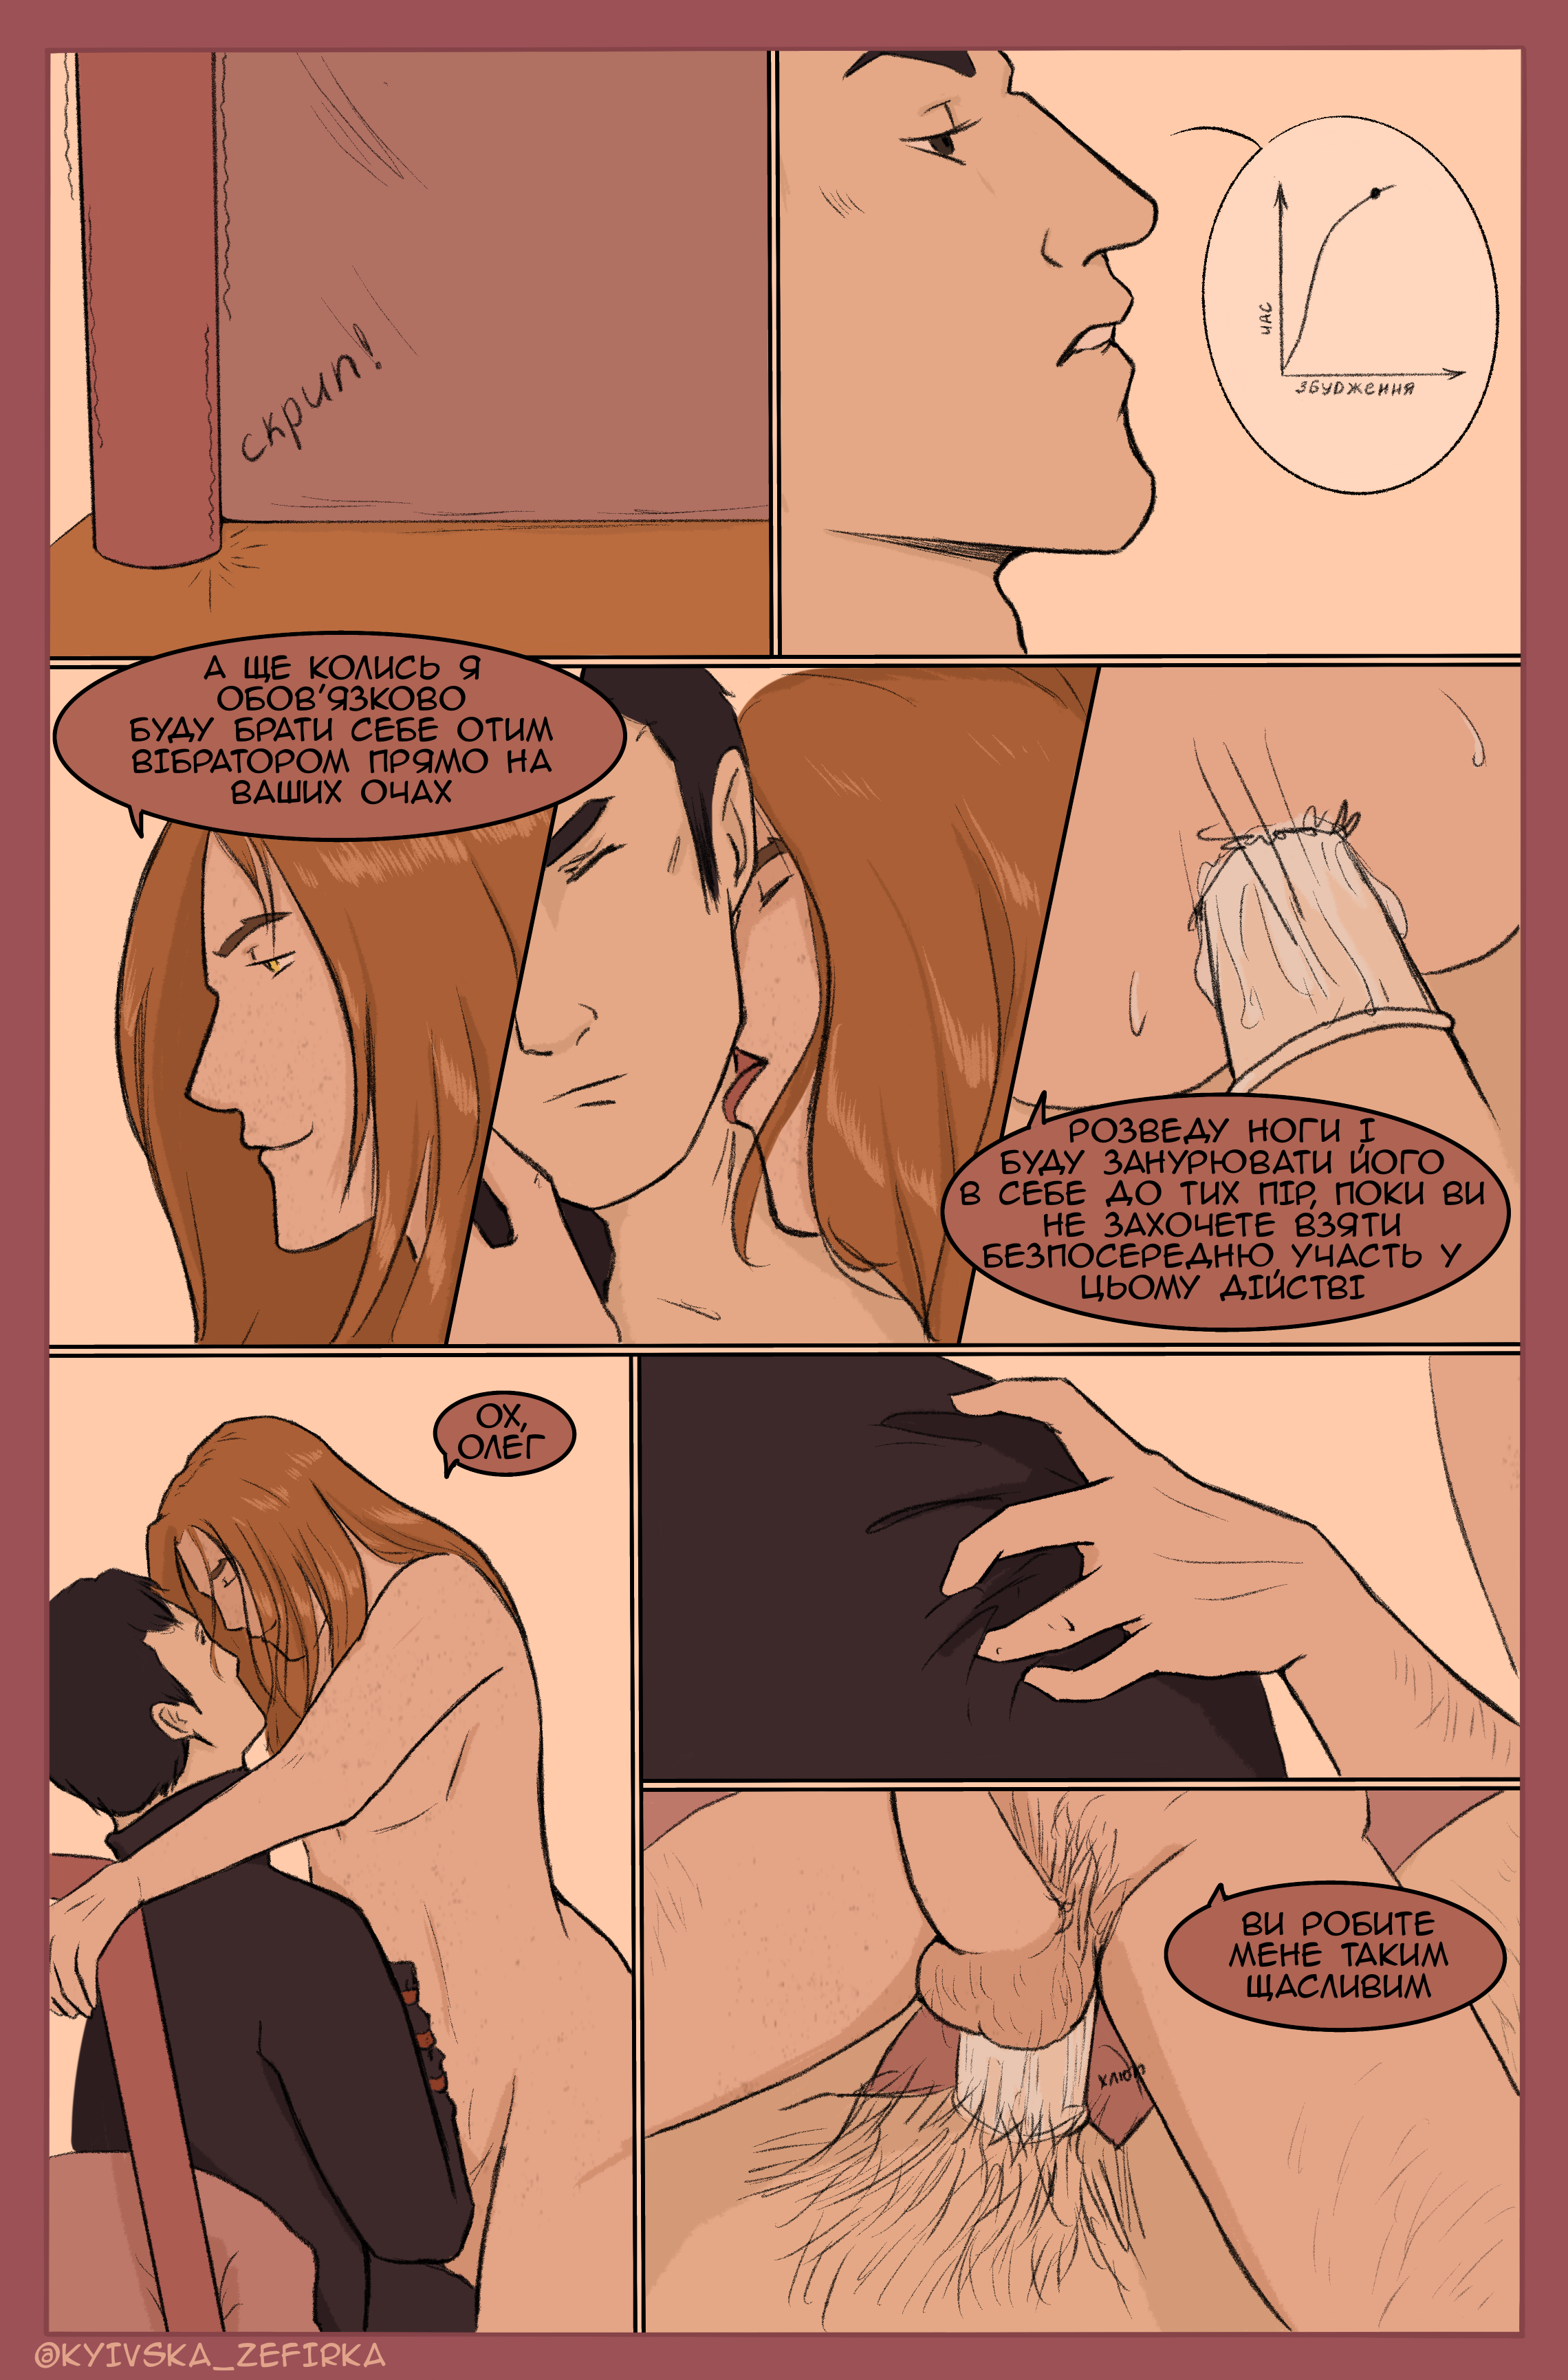 скрип!
ЧАС
ЗБУДЖЕННЯ
А ЩЕ КОЛИСЬ Я
ОБОВ'ЯЗКОВО
БУДУ БРАТИ СЕБЕ ОТИМ
ВІБРАТОРОМ ПРЯМО НА
ВАШИХ ОЧАХ
РОЗВЕДУ НОГИ І
БУДУ ЗАНУРЮВАТИ ЙОГО
В СЕБЕ ДО ТИХ ПІР, ПОКИ ВИ
НЕ ЗАХОЧЕТЕ ВЗЯТИ
БЕЗПОСЕРЕДНЮ УЧАСТЬ У
ЦЬОМУ ДІЙСТВІ
ОХ,
ОЛЕГ
ВИ РОБИТЕ
МЕНЕ ТАКИМ
ЩАСЛИВИМ
@KYIVSKA_ZEFIRKA